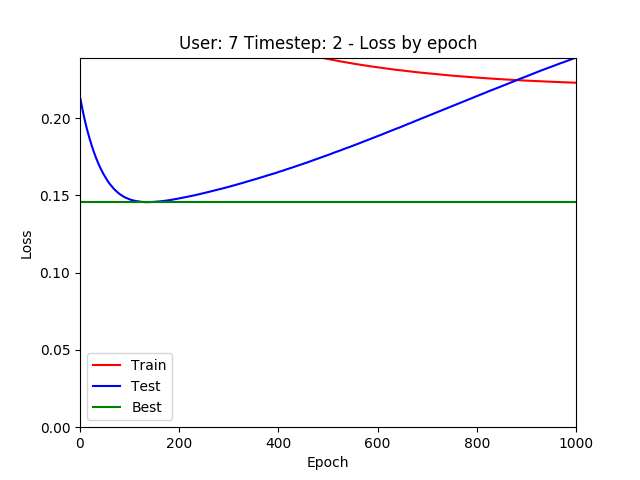 User: 7 Timestep: 2 - Loss by epoch
0.20
0.15
0.10
0.05
0.00
Loss
Train
Test
Best
0 200 400 600 800 1000
Epoch